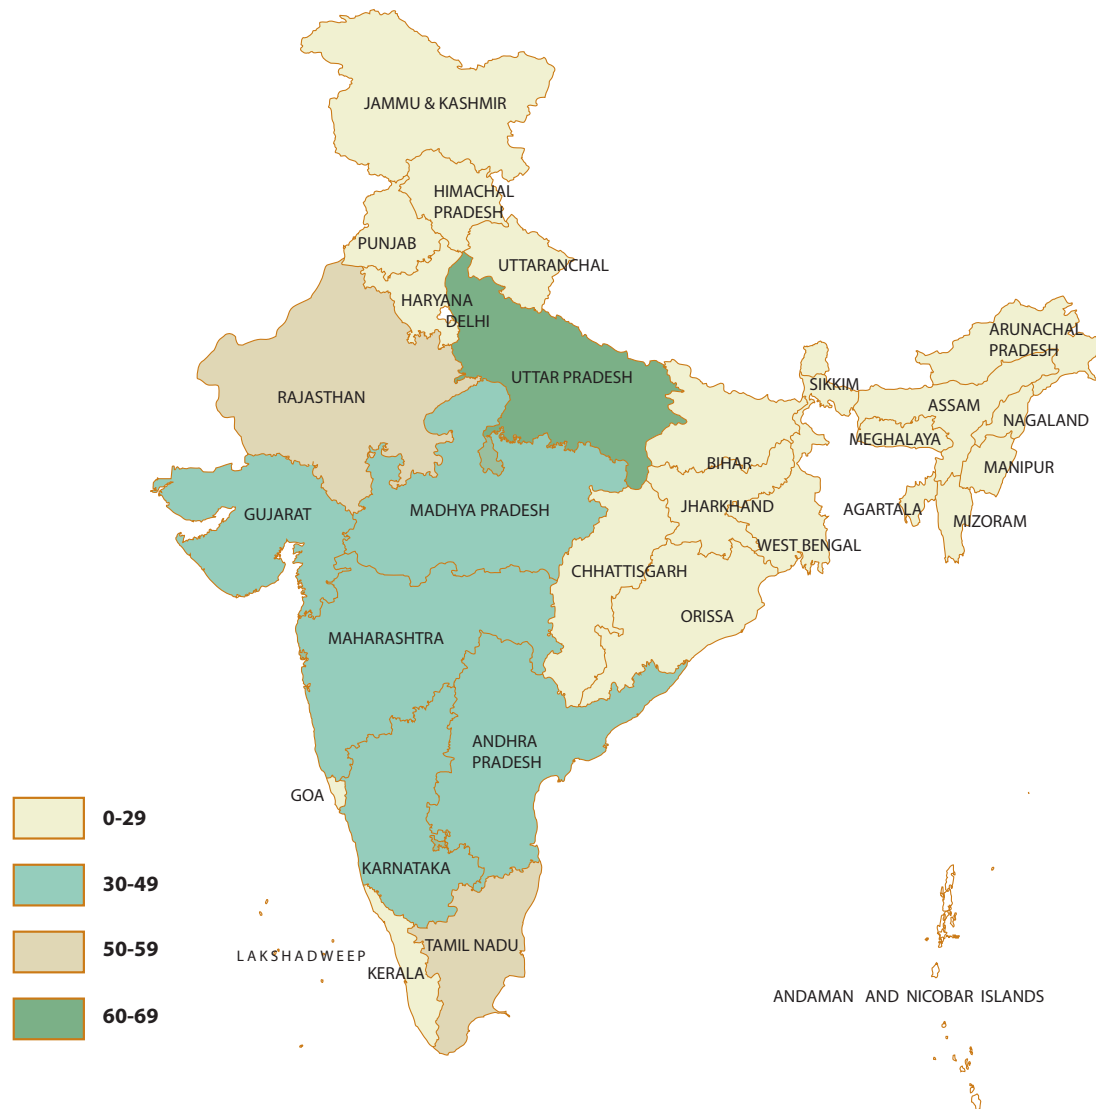 JAMMU & KASHMIR
HIMACHAL
PRADESH
PUNJAB
UTTARANCHAL
HARYANA
DELHI
ARUNACHAL
PRADESH
UTTAR PRADESH
SIKKIM
RAJASTHAN
ASSAM
NAGALAND
MEGHALAYA
BIHAR
MANIPUR
GUJARAT
MADHYA PRADESH
JHARKHAND
AGARTALA
MIZORAM
WEST BENGAL
CHHATTISGARH
ORISSA
MAHARASHTRA
ANDHRA
PRADESH
GOA
KARNATAKA
TAMIL NADU
LAKSHADWEEP
KERALA
ANDAMAN AND NICOBAR ISLANDS
0-29
30-49
50-59
60-69